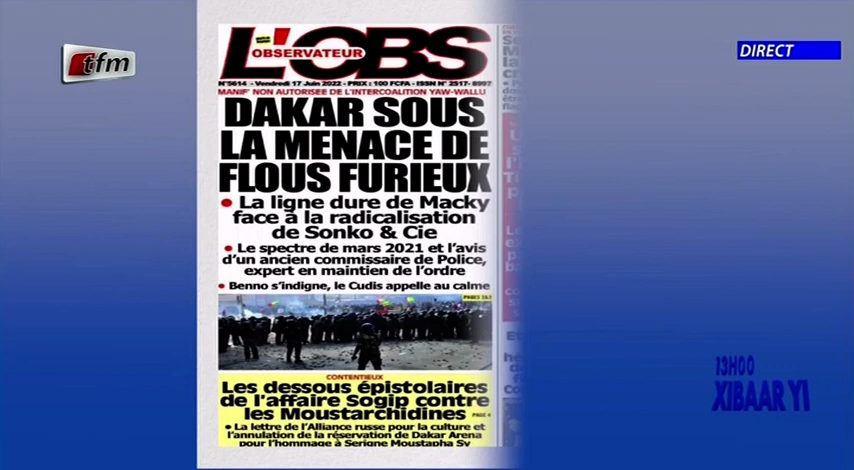 tfm
DIRECT
L'OBS
OBSERVATEUR
N°5614 - Vendredi 17 Juin 2022 - PRIX : 100 FCFA - ISSN N° 2517- 8997
MANIF' NON AUTORISEE DE L'INTERCOALITION YAW-WALLU
DAKAR SOUS
LA MENACE DE
FLOUS FURIEUX
• La ligne dure de Macky
face à la radicalisation
de Sonko & Cie
• Le spectre de mars 2021 et l'avis
d'un ancien commissaire de Police,
expert en maintien de l'ordre
• Benno s'indigne, le Cudis appelle au calme
PAGES 2&3
CONTENTIEUX
Les dessous épistolaires
de l'affaire Sogip contre
les Moustarchidines PAGE 4
• La lettre de l'Alliance russe pour la culture et
l'annulation de la réservation de Dakar Arena
pour l'hommage à Serigne Moustapha Sy
13H00
XIBAAR YI